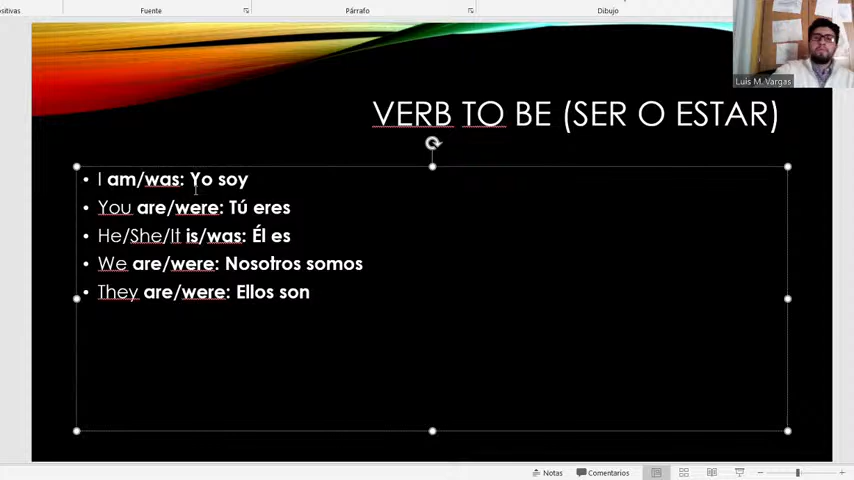 Fuente Párrafo Dibujo
Luis M. Vargas
VERB TO BE (SER O ESTAR)
• I am/was: Yo soy
• You are/were: Tú eres
• He/She/It is/was: Él es
• We are/were: Nosotros somos
• They are/were: Ellos son
Notas Comentarios